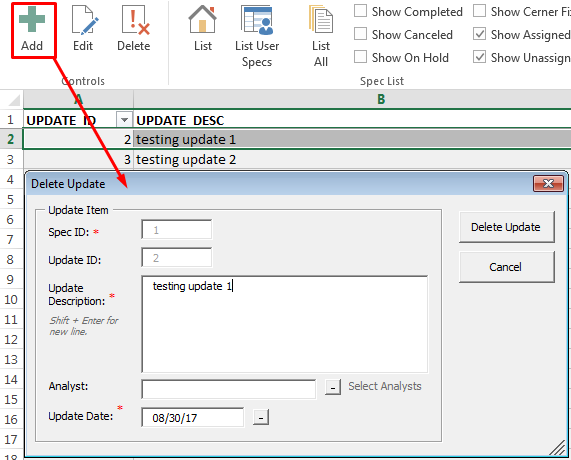 Add Edit Delete List List User Specs List All
Show Completed Show Cerner Fi
Show Canceled Show Assigned
Show On Hold Show Unassign
Controls Spec List
A B
1 UPDATE_ID UPDATE_DESC
2 2 testing update 1
3 3 testing update 2
4
Delete Update
5
Update Item
6
Spec ID: * 1 Delete Update
7
8
Update ID: 2 Cancel
9
Update Description: * testing update 1
10
11
Shift + Enter for new line.
12
13
14
Analyst: - Select Analysts
15
16
Update Date: * 08/30/17 -
17
18